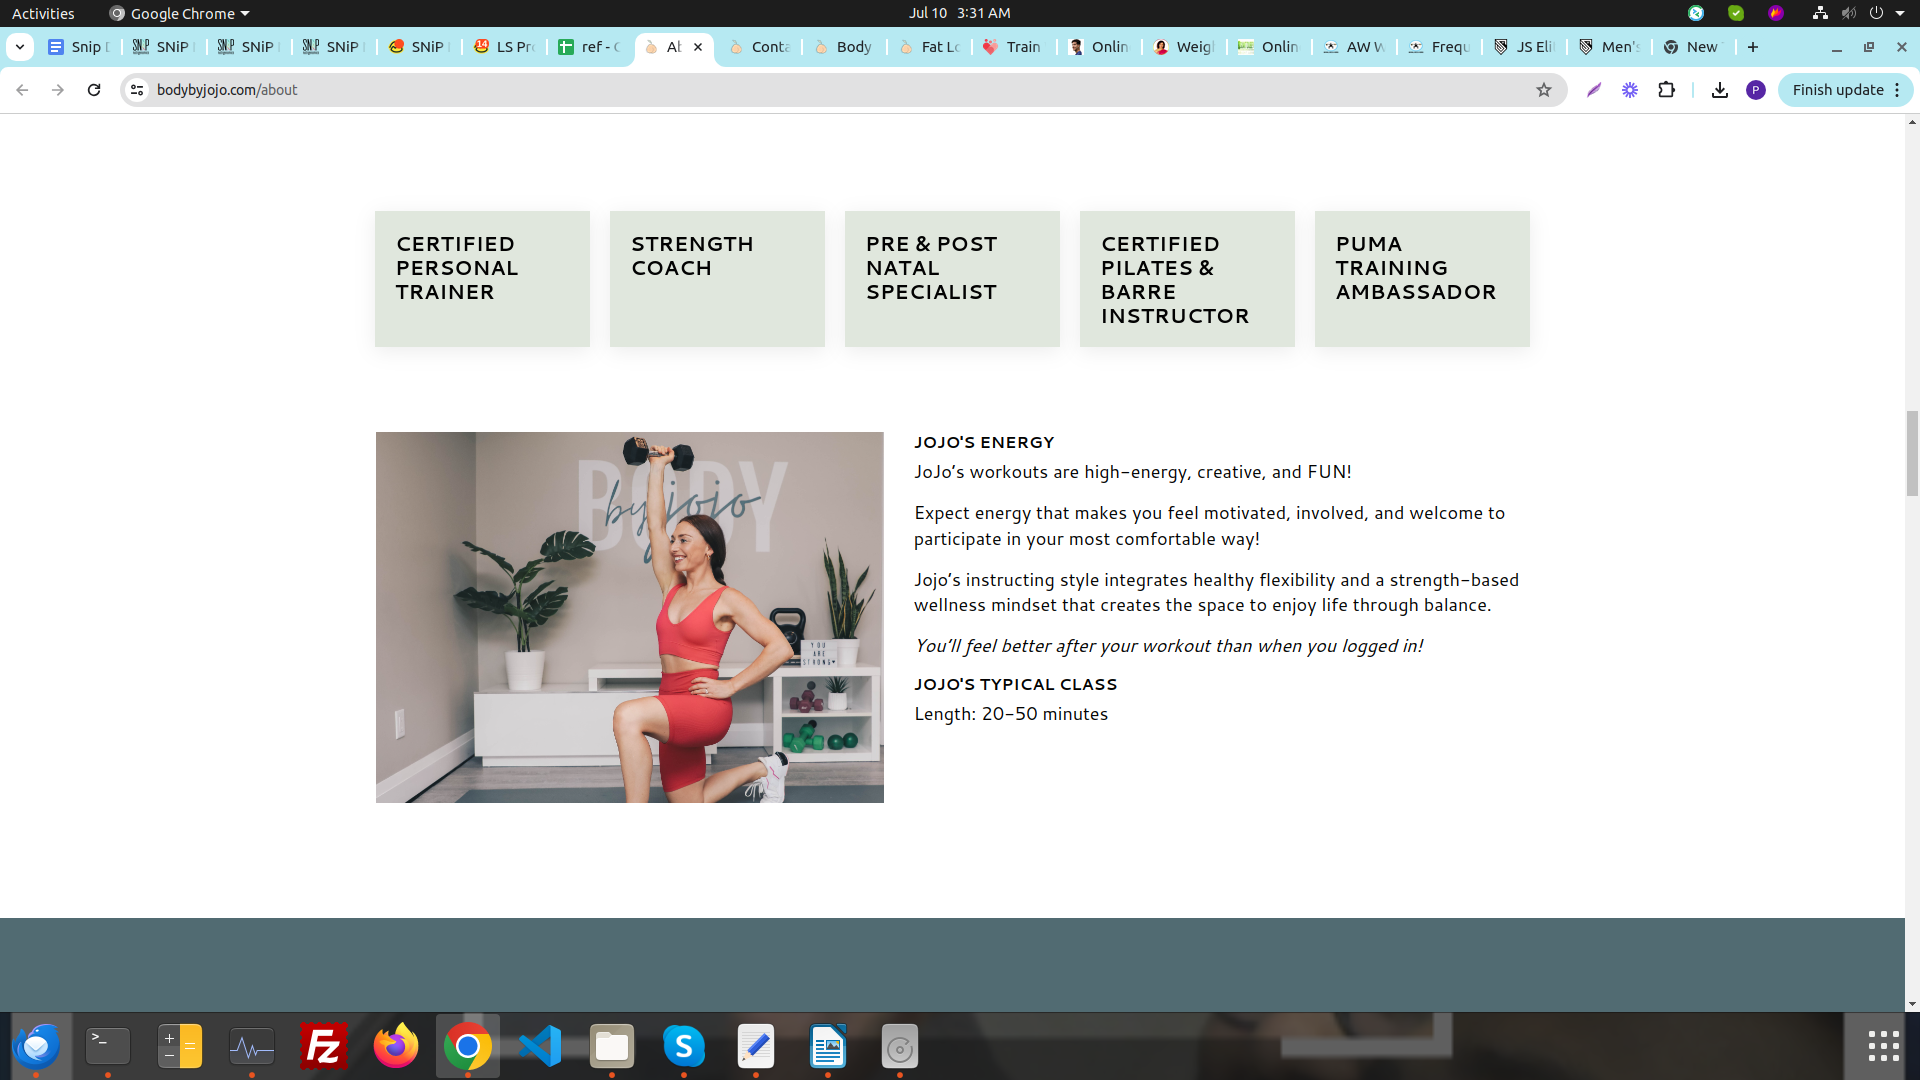 Activities
Google Chrome
Jul 10 3:31 AM
Snip D
SNiP
SNiP
SNiP
SNiP
14
LS Pro
ref - C
Ab
Conta
Body
Fat Lo
Train
Onlin
Weigh
Onlin
AW W
Frequ
JS Eli
Men's
New
bodybyjojo.com/about
P
Finish update
CERTIFIED
PERSONAL
TRAINER
STRENGTH
COACH
PRE & POST
NATAL
SPECIALIST
CERTIFIED
PILATES &
BARRE
INSTRUCTOR
PUMA
TRAINING
AMBASSADOR
BODY
by jojo
YOU
ARE
STRONG
JOJO'S ENERGY
JoJo’s workouts are high-energy, creative, and FUN!
Expect energy that makes you feel motivated, involved, and welcome to
participate in your most comfortable way!
Jojo’s instructing style integrates healthy flexibility and a strength-based
wellness mindset that creates the space to enjoy life through balance.
You’ll feel better after your workout than when you logged in!
JOJO'S TYPICAL CLASS
Length: 20-50 minutes